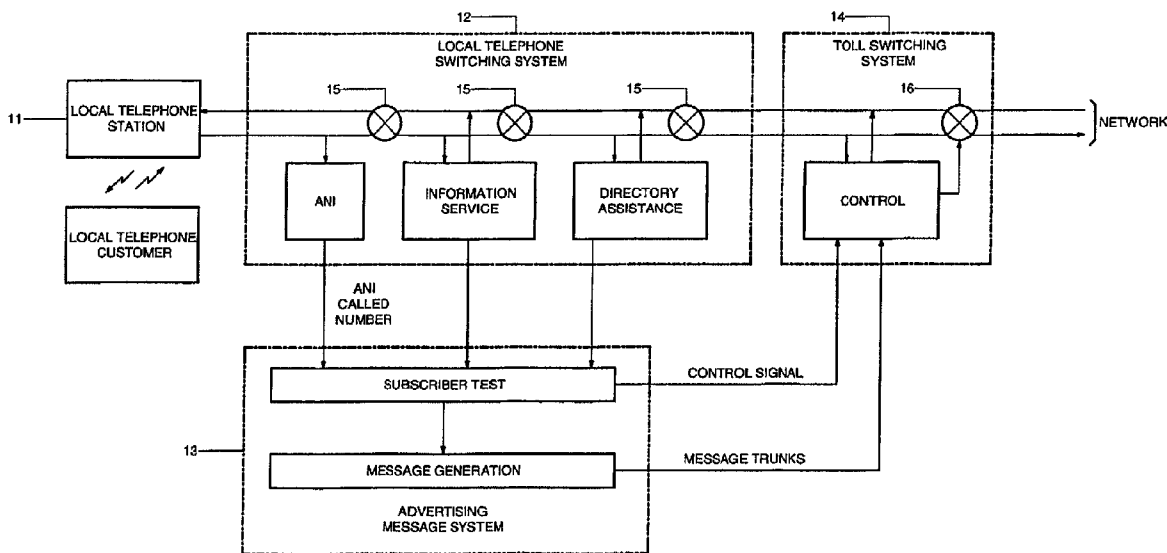 12
14
LOCAL TELEPHONE
SWITCHING SYSTEM
TOLL SWITCHING
SYSTEM
15
15
15
16
11
LOCAL TELEPHONE
STATION
NETWORK
ANI
INFORMATION
SERVICE
DIRECTORY
ASSISTANCE
CONTROL
LOCAL TELEPHONE
CUSTOMER
ANI
CALLED
NUMBER
SUBSCRIBER TEST
CONTROL SIGNAL
13
MESSAGE GENERATION
MESSAGE TRUNKS
ADVERTISING
MESSAGE SYSTEM